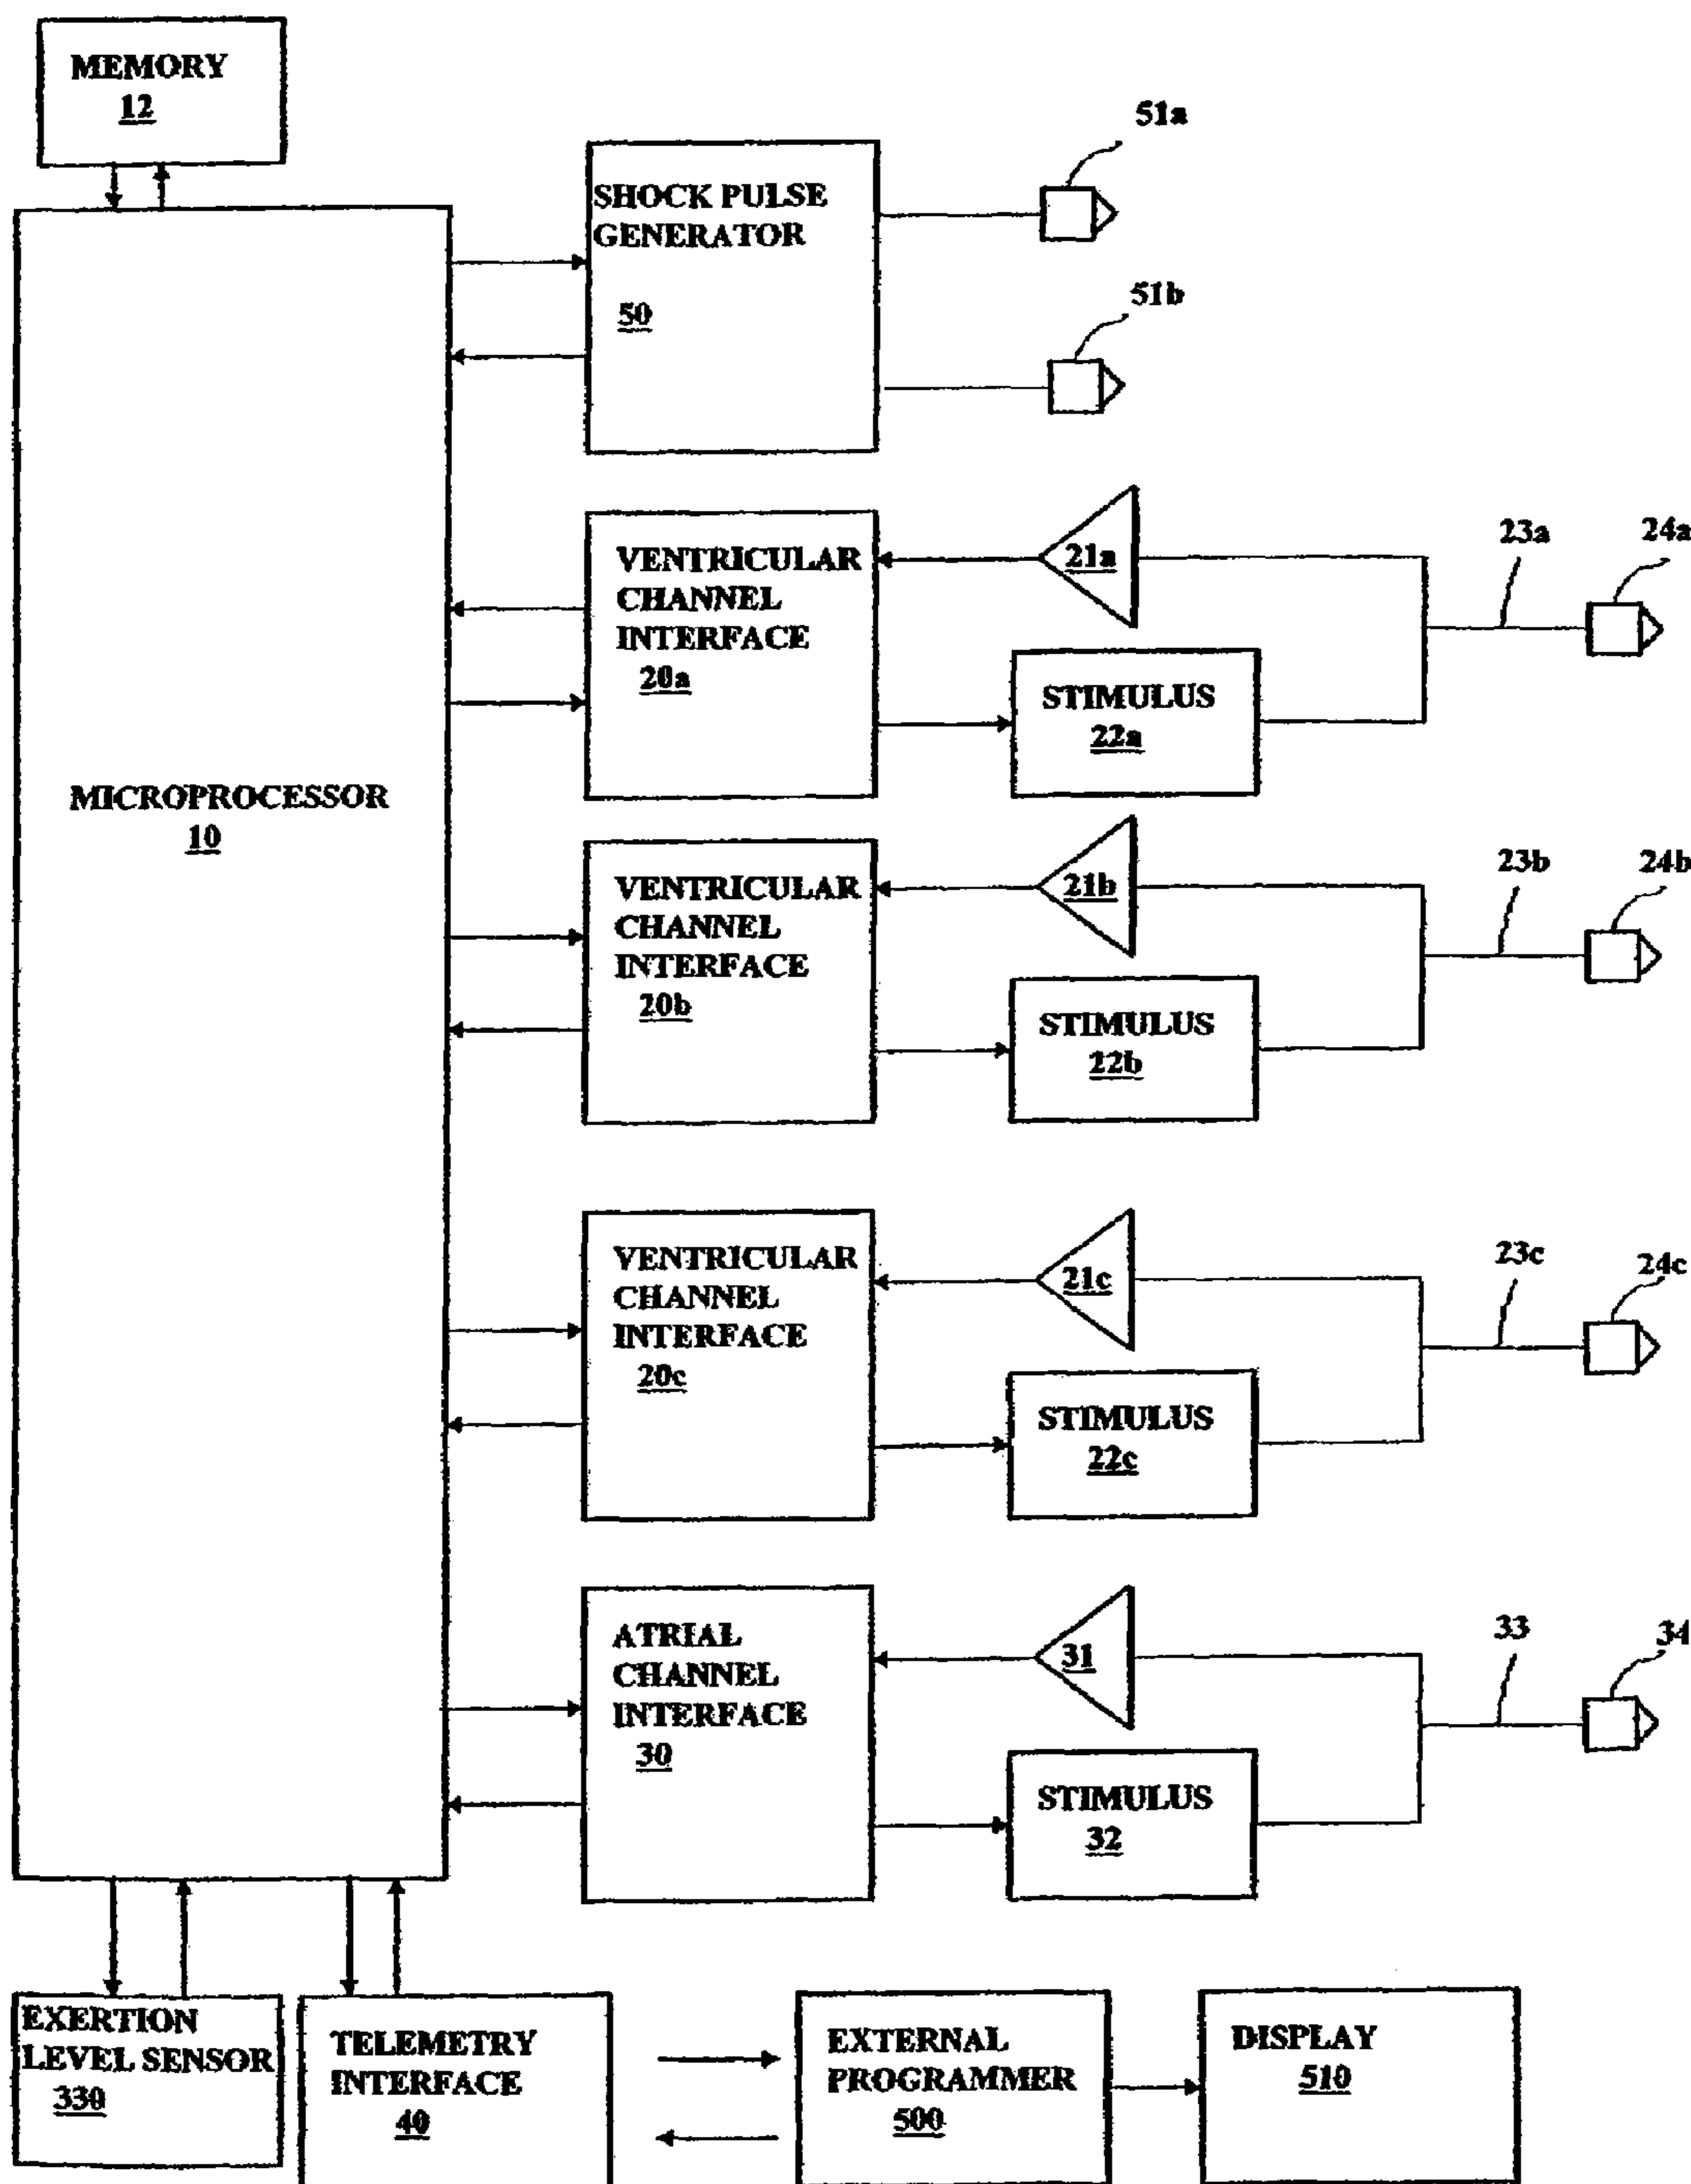 MEMORY
12
MICROPROCESSOR
10
SHOCK PULSE
GENERATOR
50
51a
51b
VENTRICULAR
CHANNEL
INTERFACE
20a
21a
STIMULUS
22a
23a
24a
VENTRICULAR
CHANNEL
INTERFACE
20b
21b
STIMULUS
22b
23b
24b
VENTRICULAR
CHANNEL
INTERFACE
20c
21c
STIMULUS
22c
23c
24c
ATRIAL
CHANNEL
INTERFACE
30
31
STIMULUS
32
33
34
EXERTION
LEVEL SENSOR
330
TELEMETRY
INTERFACE
40
EXTERNAL
PROGRAMMER
500
DISPLAY
510